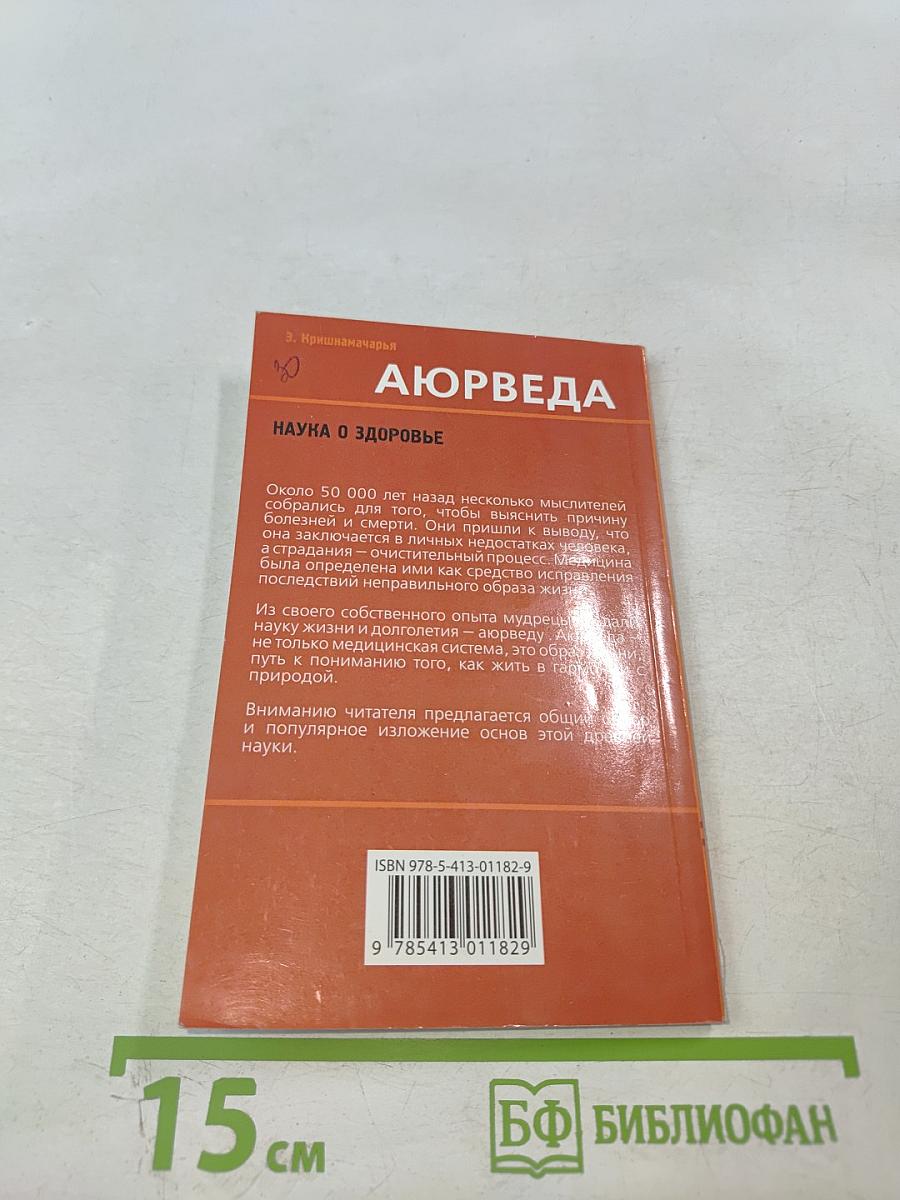 Э. Кришнамачарья
АЮРВЕДА
НАУКА О ЗДОРОВЬЕ
Около 50 000 лет назад несколько мыслителей
собрались для того, чтобы выяснить причину
болезней и смерти. Они пришли к выводу, что
она заключается в личных недостатках человека,
а страдания — очистительный процесс. Медицина
была определена ими как средство исправления
последствий неправильного образа
Из своего собственного опыта мудрецы
науку жизни и долголетия — аюрведу.
не только медицинская система, это
путь к пониманию того, как жить в с
природой.
Вниманию читателя предлагается
и популярное изложение основ этой
науки.
ISBN 978-5-413-01182-9
9 785413 011829
15 см
БФ БИБЛИОФАН